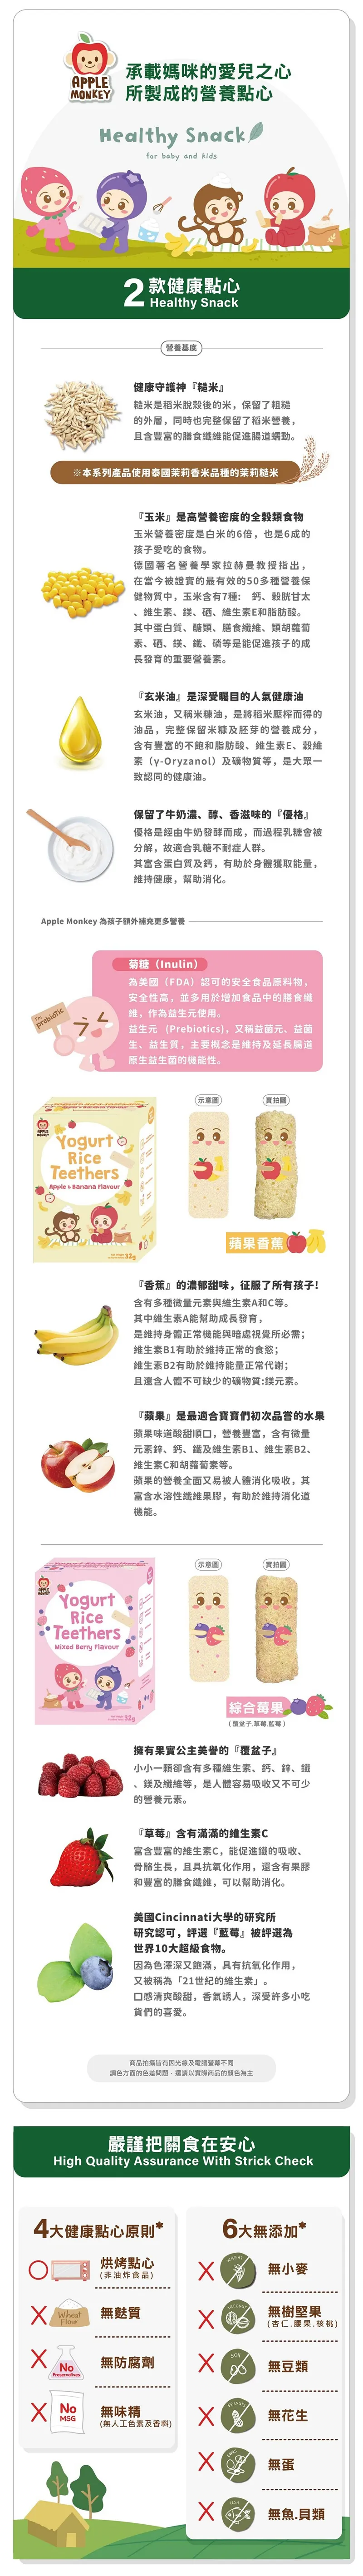 APPLE
MONKEY
承載媽咪的愛兒之心
所製成的營養點心
Healthy Snack
for baby and kids
2款健康點心
Healthy Snack
營養基底
健康守護神『糙米』
糙米是稻米脫殼後的米，保留了粗糙
的外層，同時也完整保留了稻米營養，
且含豐富的膳食纖維能促進腸道蠕動。
※本系列產品使用泰國茉莉香米品種的茉莉糙米
『玉米』是高營養密度的全穀類食物
玉米營養密度是白米的6倍，也是6成的
孩子愛吃的食物。
德國著名營養學家拉赫曼教授指出，
在當今被證實的最有效的50多種營養保
健物質中，玉米含有7種: 鈣、穀胱甘太
、維生素、鎂、硒、維生素E和脂肪酸。
其中蛋白質、醣類、膳食纖維、類胡蘿蔔
素、硒、鎂、鐵、磷等是能促進孩子的成
長發育的重要營養素。
『玄米油』是深受矚目的人氣健康油
玄米油，又稱米糠油，是將稻米壓榨而得的
油品，完整保留米糠及胚芽的營養成分，
含有豐富的不飽和脂肪酸、維生素E、穀維
素（γ-Oryzanol）及礦物質等，是大眾一
致認同的健康油。
保留了牛奶濃、醇、香滋味的『優格』
優格是經由牛奶發酵而成，而過程乳糖會被
分解，故適合乳糖不耐症人群。
其富含蛋白質及鈣，有助於身體獲取能量，
維持健康，幫助消化。
Apple Monkey 為孩子額外補充更多營養
菊糖（Inulin）
為美國（FDA）認可的安全食品原料物，
安全性高，並多用於增加食品中的膳食纖
維，作為益生元使用。
益生元 (Prebiotics)，又稱益菌元、益菌
生、益生質，主要概念是維持及延長腸道
原生益生菌的機能性。
I'm
prebiotic
示意圖
實拍圖
APPLE
MONKEY
Yogurt
Rice
Teethers
Apple & Banana Flavour
32g
蘋果香蕉
『香蕉』的濃郁甜味，征服了所有孩子!
含有多種微量元素與維生素A和C等。
其中維生素A能幫助成長發育，
是維持身體正常機能與暗處視覺所必需；
維生素B1有助於維持正常的食慾；
維生素B2有助於維持能量正常代謝；
且還含人體不可缺少的礦物質:鎂元素。
『蘋果』是最適合寶寶們初次品嘗的水果
蘋果味道酸甜順口，營養豐富，含有微量
元素鋅、鈣、鐵及維生素B1、維生素B2、
維生素C和胡蘿蔔素等。
蘋果的營養全面又易被人體消化吸收，其
富含水溶性纖維果膠，有助於維持消化道
機能。
示意圖
實拍圖
APPLE
MONKEY
Yogurt
Rice
Teethers
Mixed Berry Flavour
32g
綜合莓果
（覆盆子.草莓.藍莓）
擁有果實公主美譽的『覆盆子』
小小一顆卻含有多種維生素、鈣、鋅、鐵
、鎂及纖維等，是人體容易吸收又不可少
的營養元素。
『草莓』含有滿滿的維生素C
富含豐富的維生素C，能促進鐵的吸收、
骨骼生長，且具抗氧化作用，還含有果膠
和豐富的膳食纖維，可以幫助消化。
美國Cincinnati大學的研究所
研究認可，評選『藍莓』被評選為
世界10大超級食物。
因為色澤深又飽滿，具有抗氧化作用，
又被稱為「21世紀的維生素」。
口感清爽酸甜，香氣誘人，深受許多小吃
貨們的喜愛。
商品拍攝皆有因光線及電腦螢幕不同
調色方面的色差問題，還請以實際商品的顏色為主
嚴謹把關食在安心
High Quality Assurance With Strick Check
4大健康點心原則*
烘烤點心
（非油炸食品）
Wheat
Flour
無麩質
No
Preservatives
無防腐劑
No
MSG
無味精
（無人工色素及香料）
6大無添加*
WHEAT
無小麥
無樹堅果
（杏仁.腰果.核桃）
SOY
無豆類
PEANUTS
無花生
EGGS
無蛋
FISH
無魚.貝類